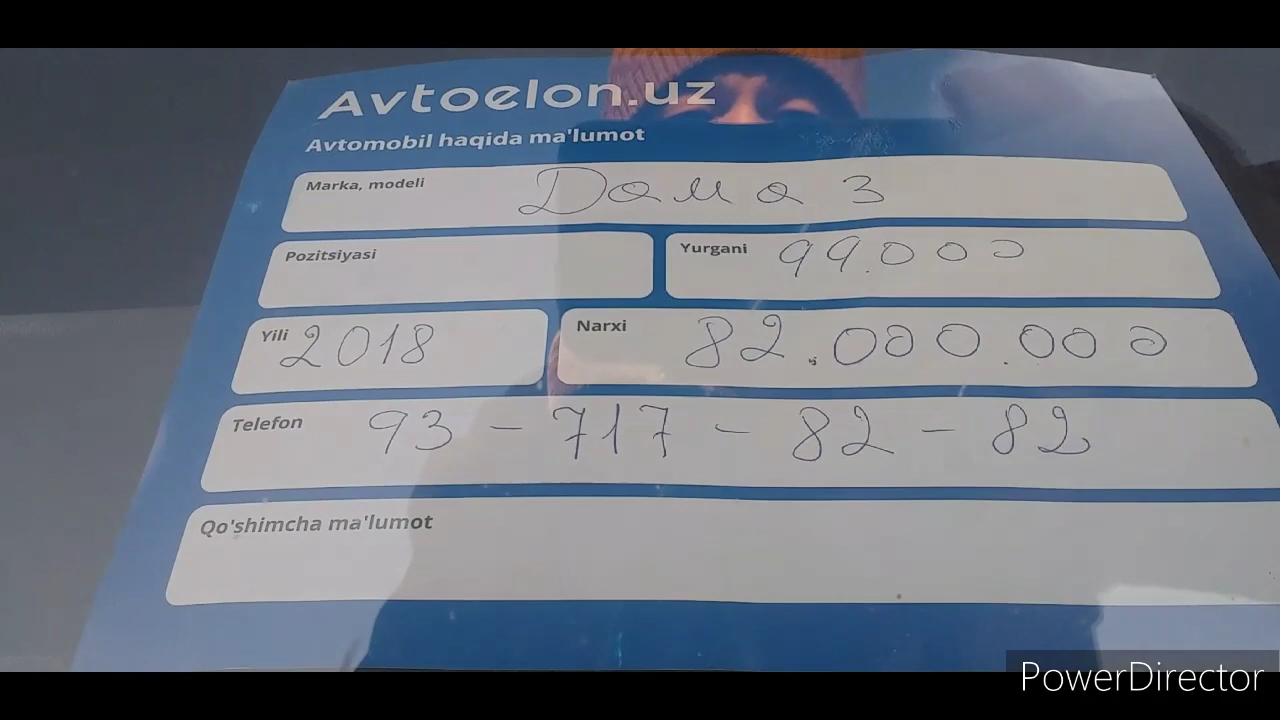 Avtoelon.uz
Avtomobil haqida ma'lumot
Marka, modeli Дома 3
Pozitsiyasi
Yurgani 99.000
Yili 2018
Narxi 82.000.000
Telefon 93-717-82-82
Qo'shimcha ma'lumot
PowerDirector